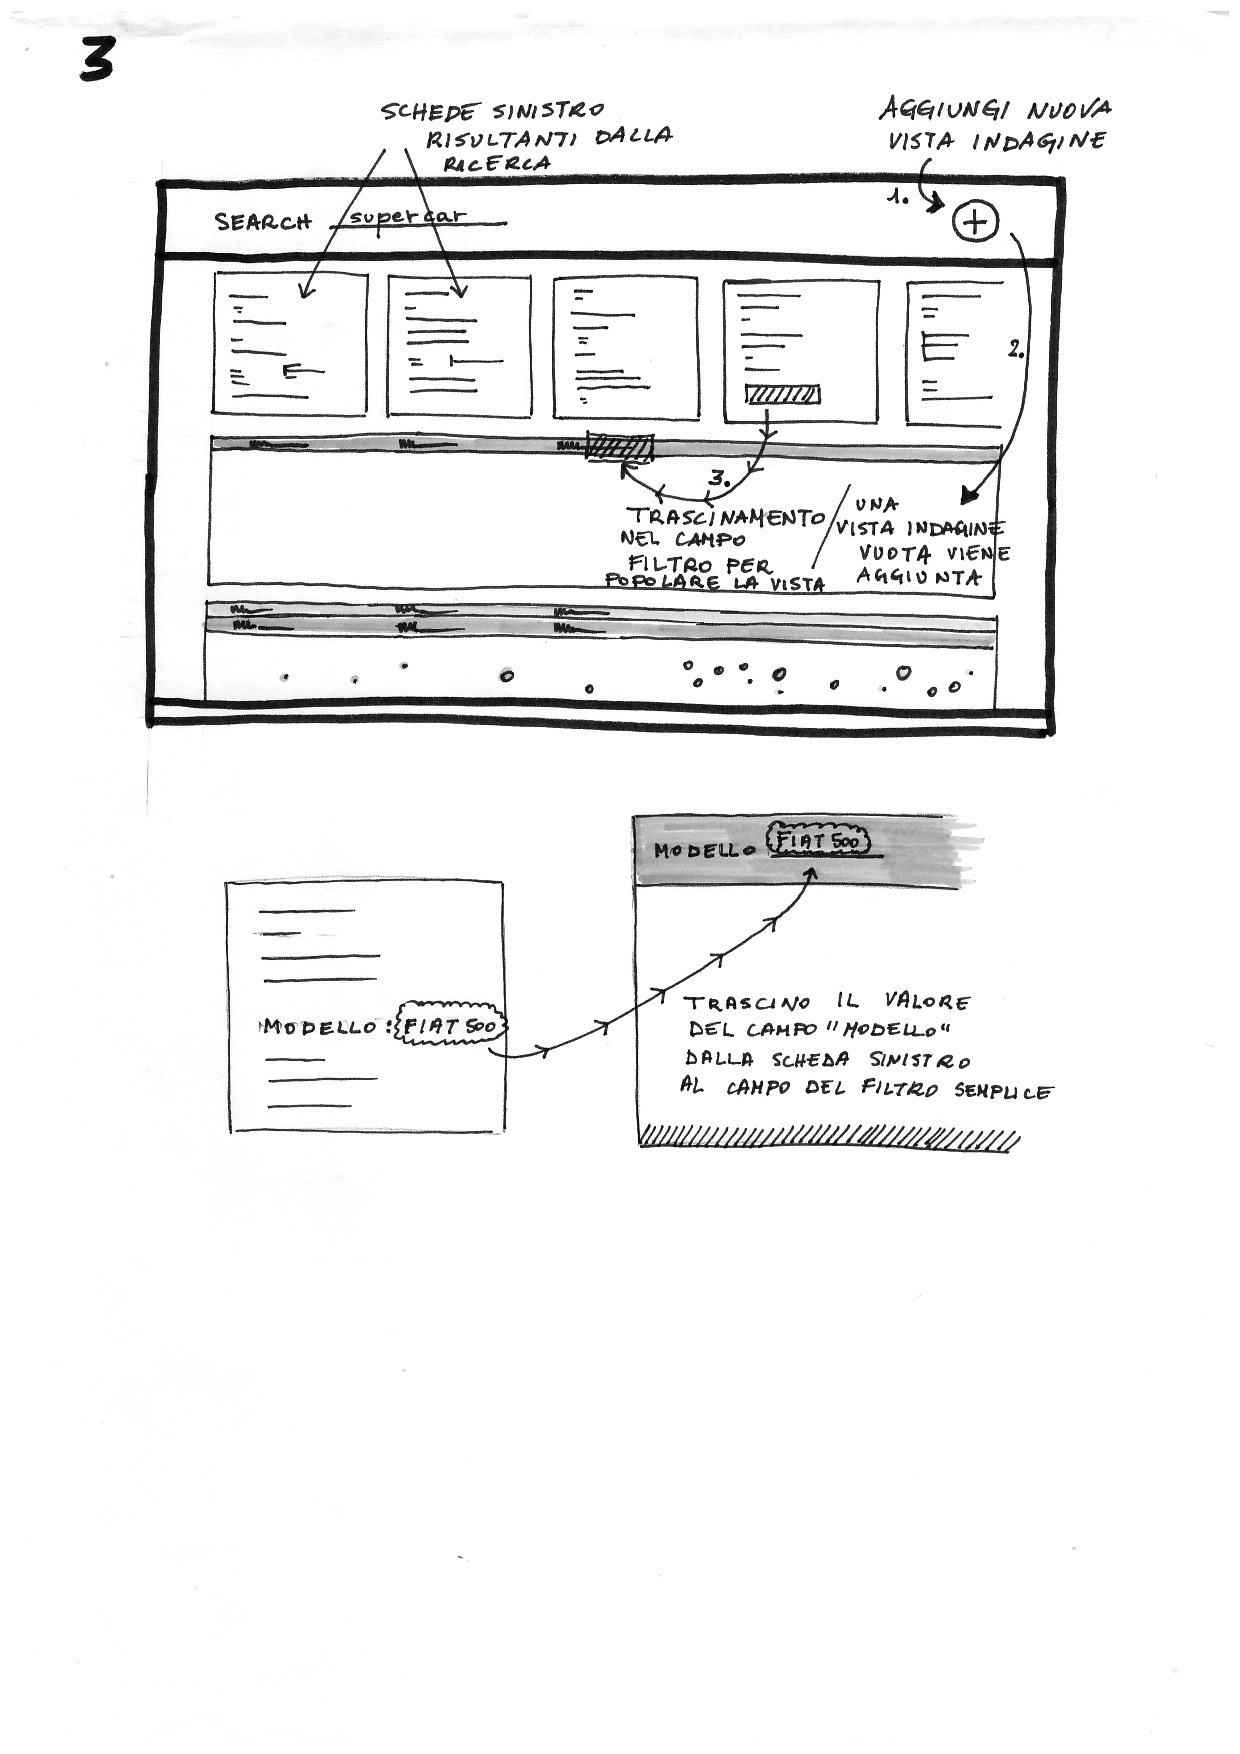 3
SCHEDE SINISTRO
RISULTANTI DALLA
RICERCA
AGGIUNGI NUOVA
VISTA INDAGINE
1.
SEARCH supercar
2.
3.
TRASCINAMENTO
NEL CAMPO
FILTRO PER
POPOLARE LA VISTA
UNA
VISTA INDAGINE
VUOTA VIENE
AGGIUNTA
MODELLO FIAT 500
MODELLO: FIAT 500
TRASCINO IL VALORE
DEL CAMPO "MODELLO"
DALLA SCHEDA SINISTRO
AL CAMPO DEL FILTRO SEMPLICE